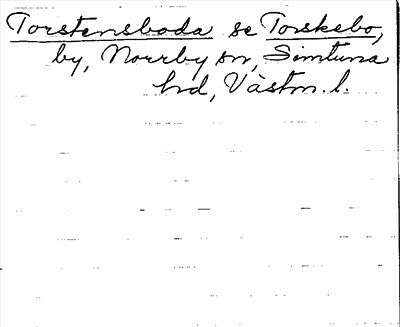 Torstensboda se Torskebo,
by, Norrby sn, Simtuna
hd, Västm. l.